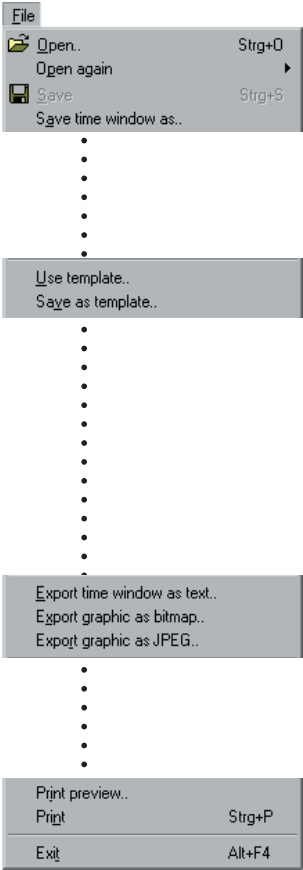 File
Open.. Strg+O
Open again
Save Strg+S
Save time window as..
Use template..
Save as template..
Export time window as text..
Export graphic as bitmap..
Export graphic as JPEG..
Print preview..
Print Strg+P
Exit Alt+F4